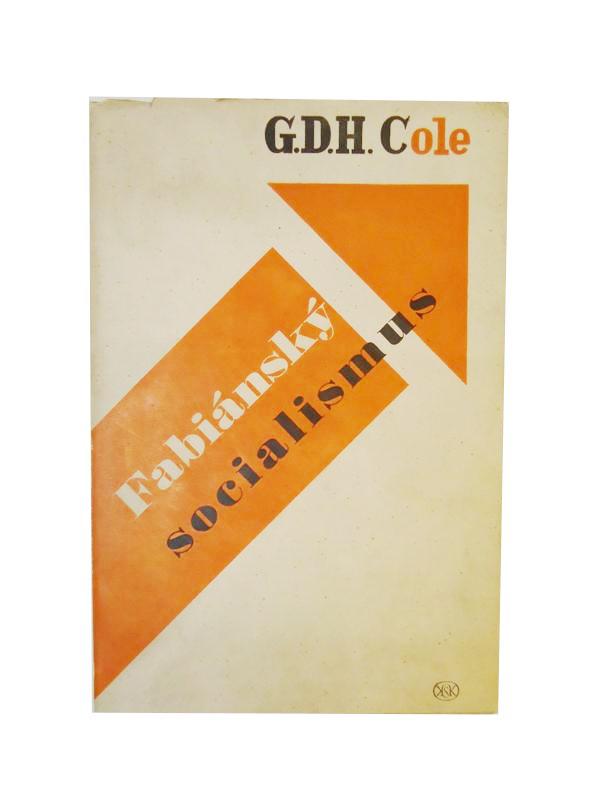 G.D.H. Cole
Fabiánský
socialismus
K&K